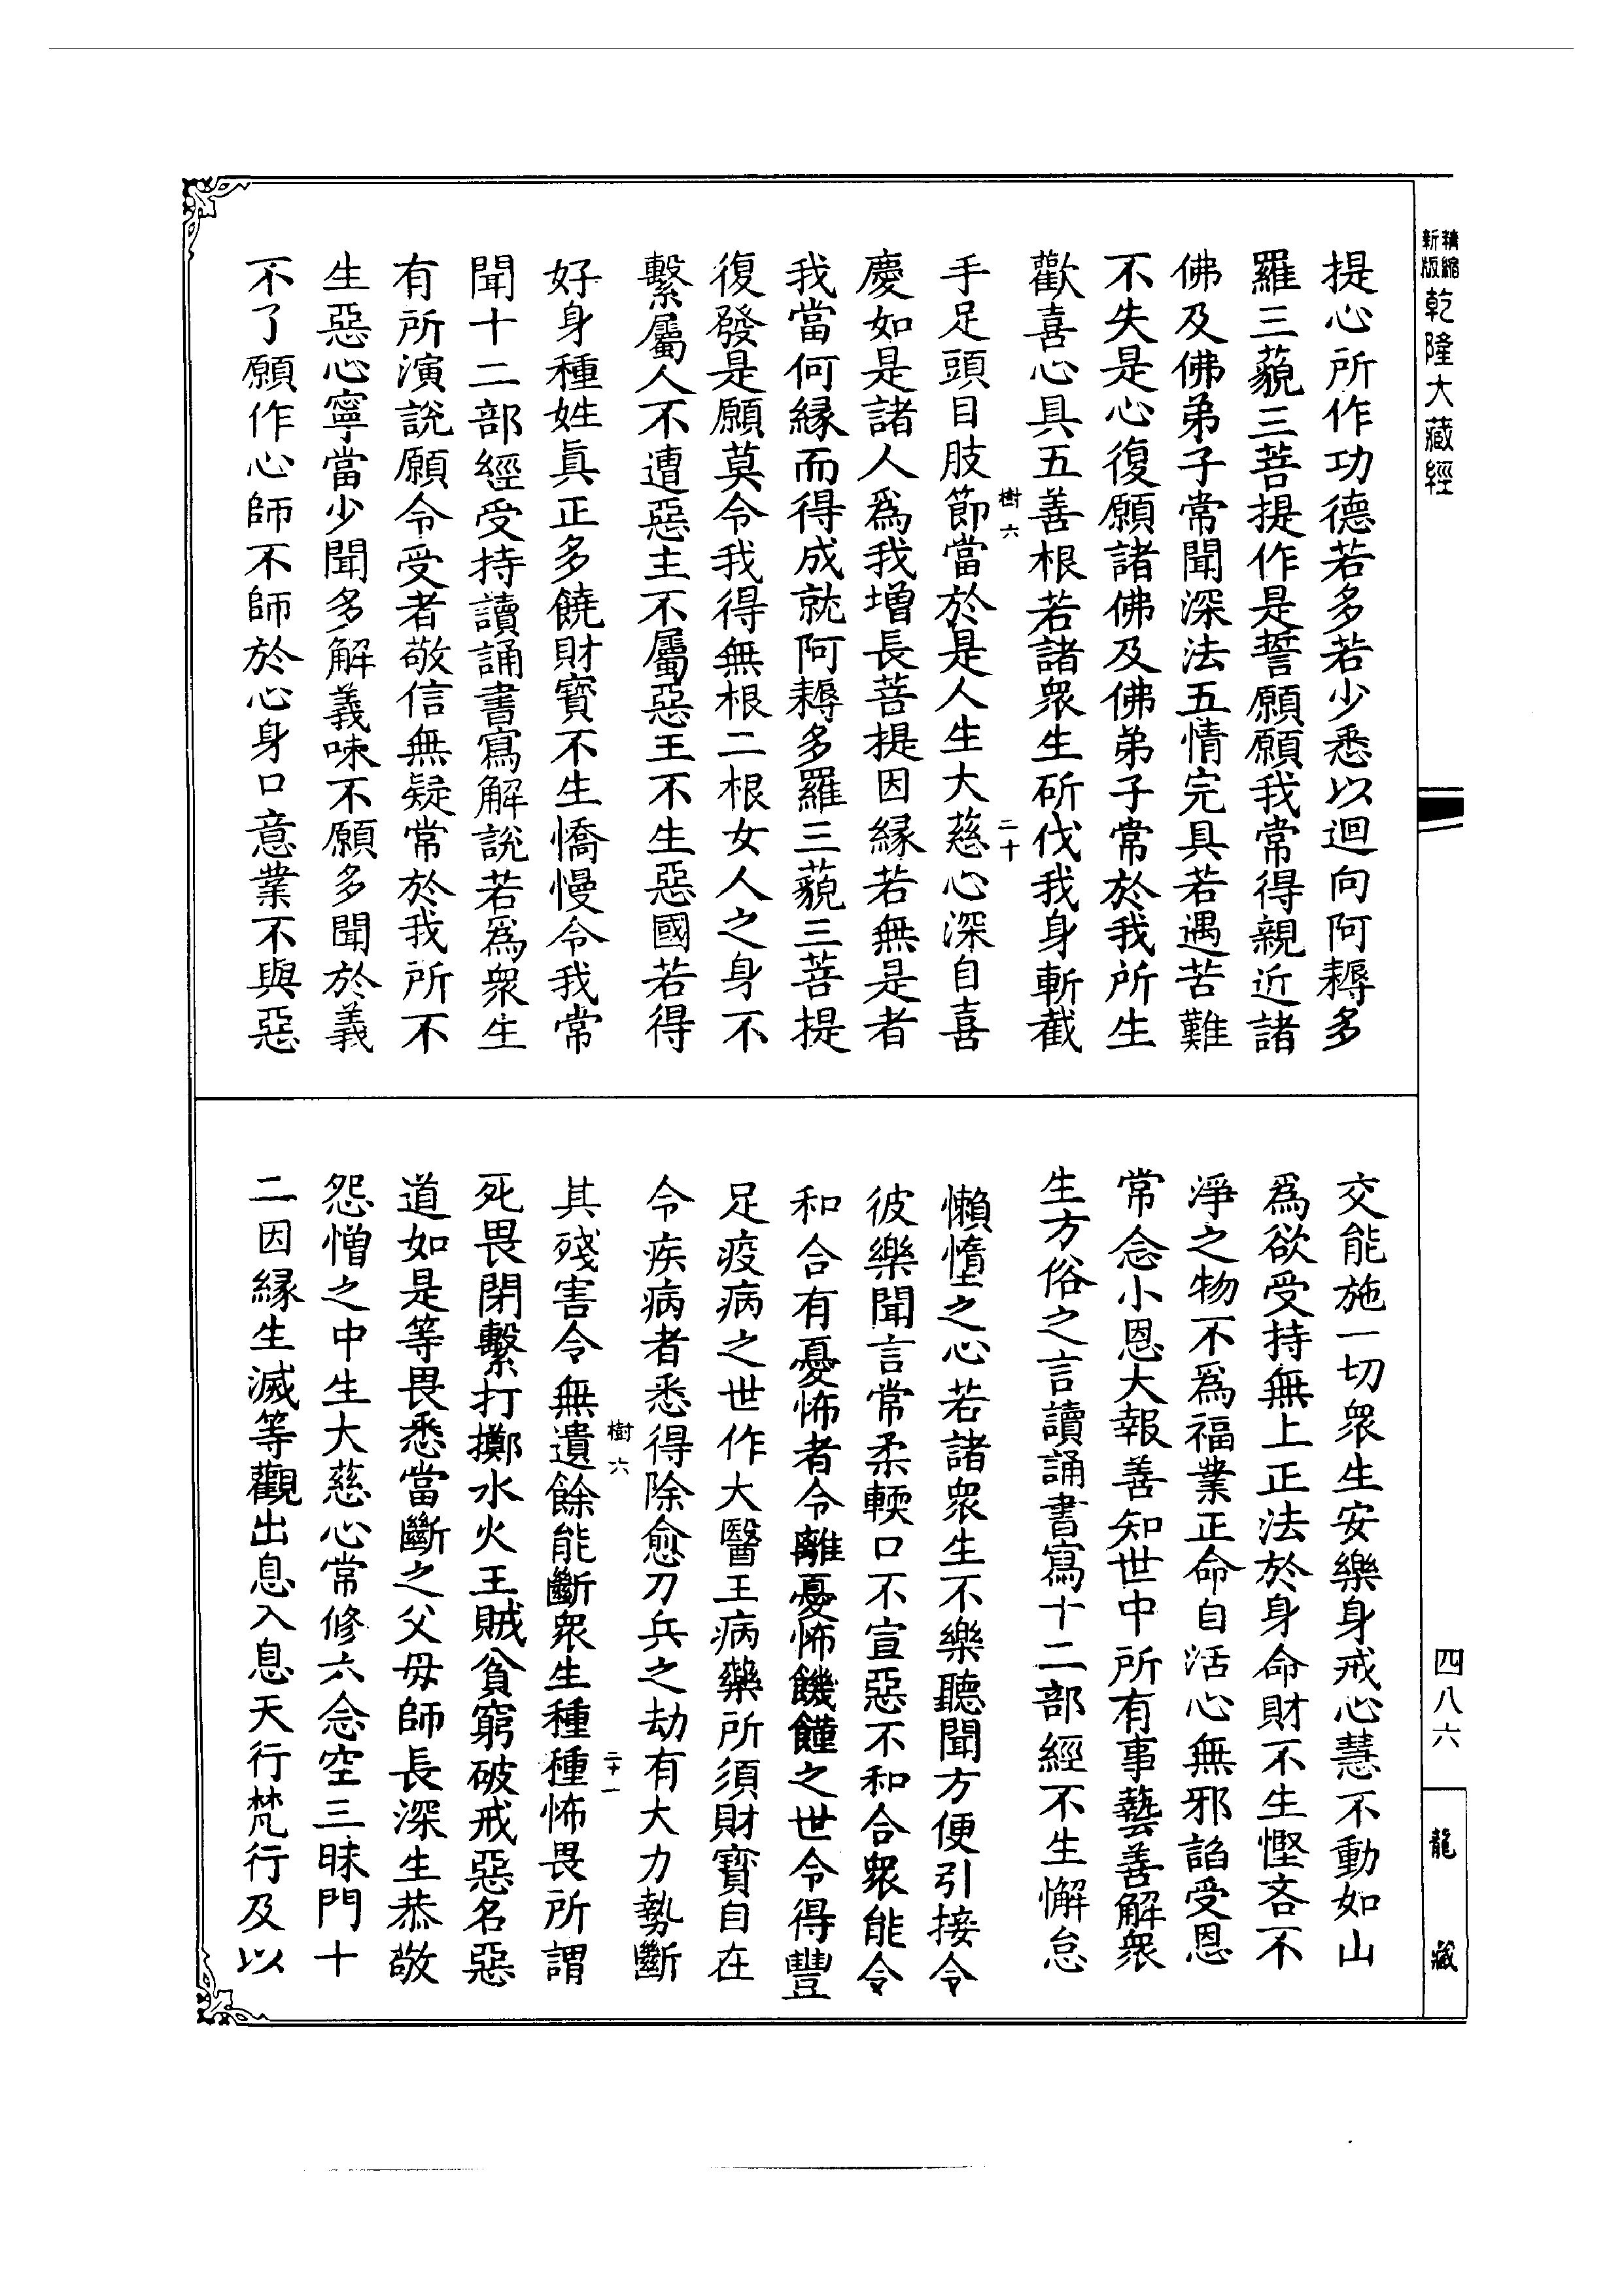 新版精縮乾隆大藏經
提心所作功德若多若少悉以迴向阿耨多
羅三藐三菩提作是誓願願我常得親近諸
佛及佛弟子常聞深法五情完具若遇苦難
不失是心復願諸佛及佛弟子常於我所生
歡喜心具五善根若諸眾生斫伐我身斬截
樹六 二十
手足頭目肢節當於是人生大慈心深自喜
慶如是諸人爲我增長菩提因緣若無是者
我當何緣而得成就阿耨多羅三藐三菩提
復發是願莫令我得無根二根女人之身不
繫屬人不遭惡主不屬惡王不生惡國若得
好身種姓眞正多饒財寶不生憍慢令我常
聞十二部經受持讀誦書寫解說若爲眾生
有所演說願令受者敬信無疑常於我所不
生惡心寧當少聞多解義味不願多聞於義
不了願作心師不師於心身口意業不與惡
交能施一切眾生安樂身戒心慧不動如山
爲欲受持無上正法於身命財不生慳吝不
淨之物不爲福業正命自活心無邪諂受恩
常念小恩大報善知世中所有事藝善解眾
生方俗之言讀誦書寫十二部經不生懈怠
懶惰之心若諸眾生不樂聽聞方便引接令
彼樂聞言常柔輭口不宣惡不和合眾能令
和合有憂怖者令離憂怖饑饉之世令得豐
足疫病之世作大醫王病藥所須財寶自在
令疾病者悉得除愈刀兵之劫有大力勢斷
樹六 二十一
其殘害令無遺餘能斷眾生種種怖畏所謂
死畏閉繫打擲水火王賊貧窮破戒惡名惡
道如是等畏悉當斷之父母師長深生恭敬
怨憎之中生大慈心常修六念空三昧門十
二因緣生滅等觀出息入息天行梵行及以
四八六
龍藏